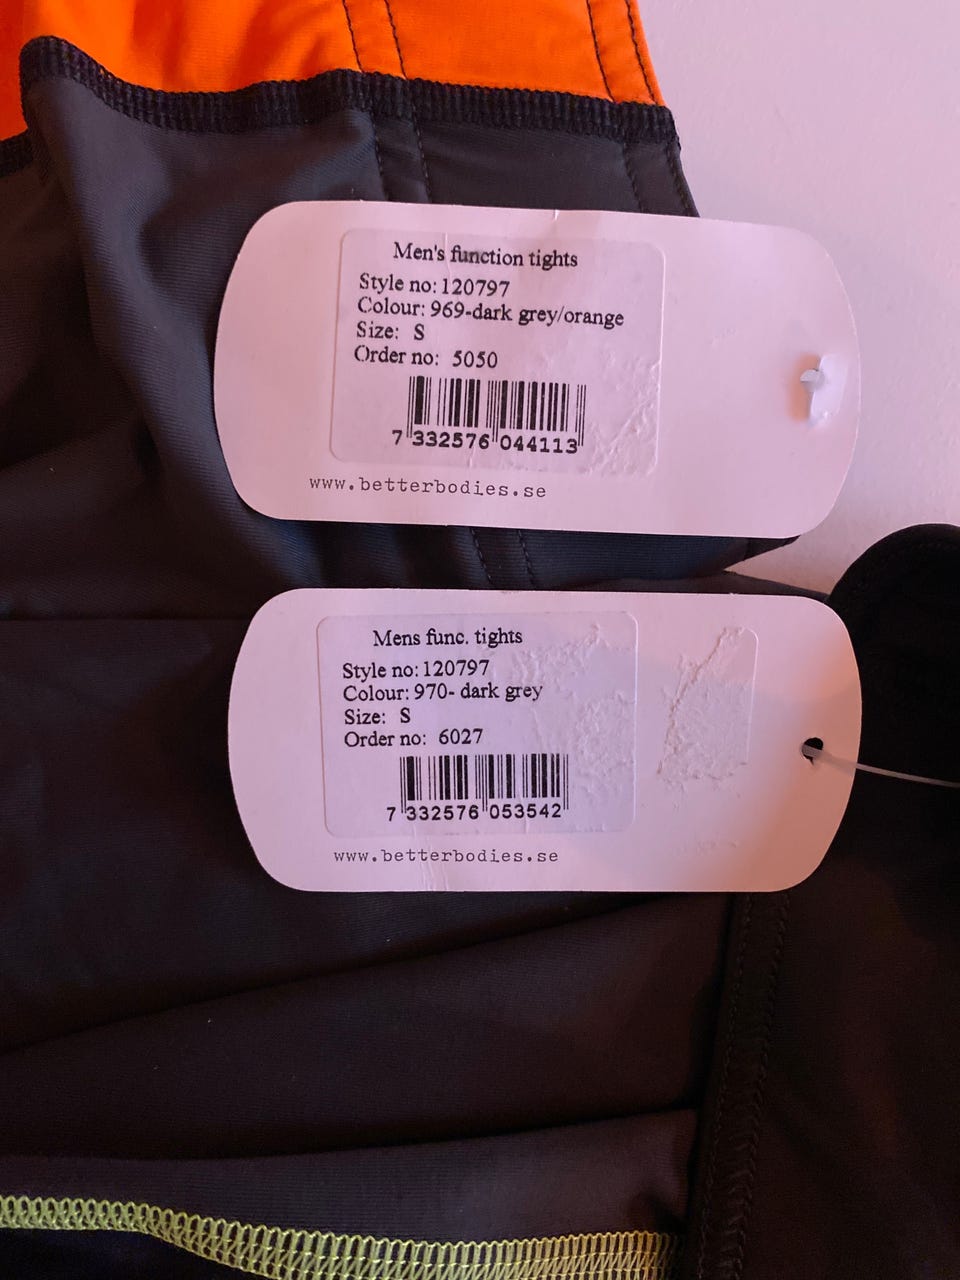 Men's function tights
Style no: 120797
Colour: 969-dark grey/orange
Size: S
Order no: 5050
7 332576 044113
www.betterbodies.se
Mens func. tights
Style no: 120797
Colour: 970- dark grey
Size: S
Order no: 6027
7 332576 053542
www.betterbodies.se